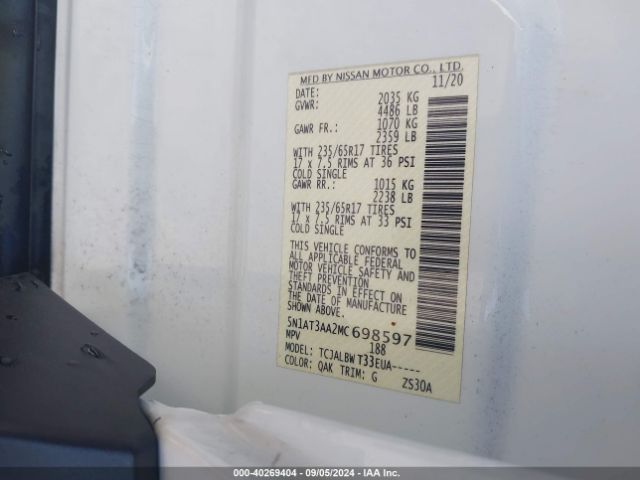 MFD BY NISSAN MOTOR CO., LTD.
DATE: 11/20
GVWR: 2035 KG
4486 LB
GAWR FR.: 1070 KG
2359 LB
WITH 235/65R17 TIRES
17 x 7.5 RIMS AT 36 PSI
COLD SINGLE
GAWR RR.: 1015 KG
2238 LB
WITH 235/65R17 TIRES
17 x 7.5 RIMS AT 33 PSI
COLD SINGLE
THIS VEHICLE CONFORMS TO
ALL APPLICABLE FEDERAL
MOTOR VEHICLE SAFETY AND
THEFT PREVENTION
STANDARDS IN EFFECT ON
THE DATE OF MANUFACTURE
SHOWN ABOVE.
5N1AT3AA2MC698597
MPV 188
MODEL: TCJALBWT33EUA-----
COLOR: QAK TRIM: G ZS30A
000-40269404 - 09/05/2024 - IAA Inc.